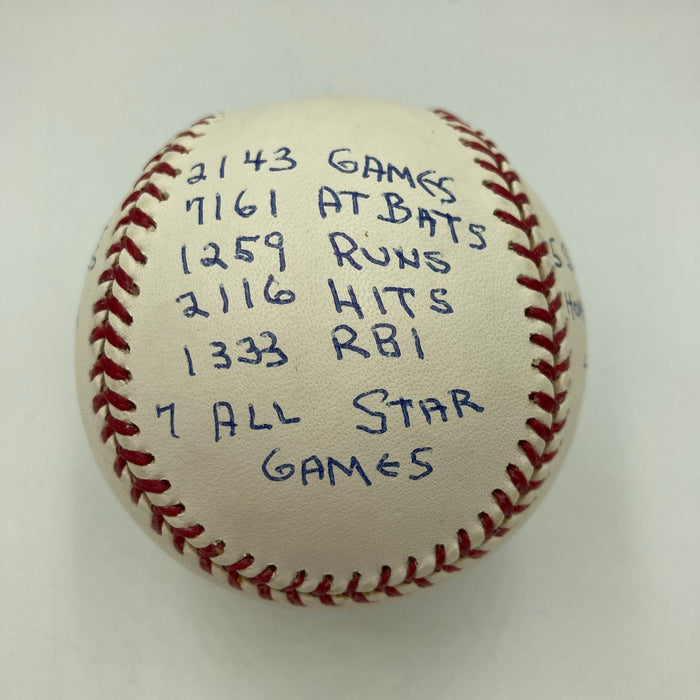 2143 GAMES
7161 AT BATS
1259 RUNS
2116 HITS
1333 RBI
7 ALL STAR
GAMES